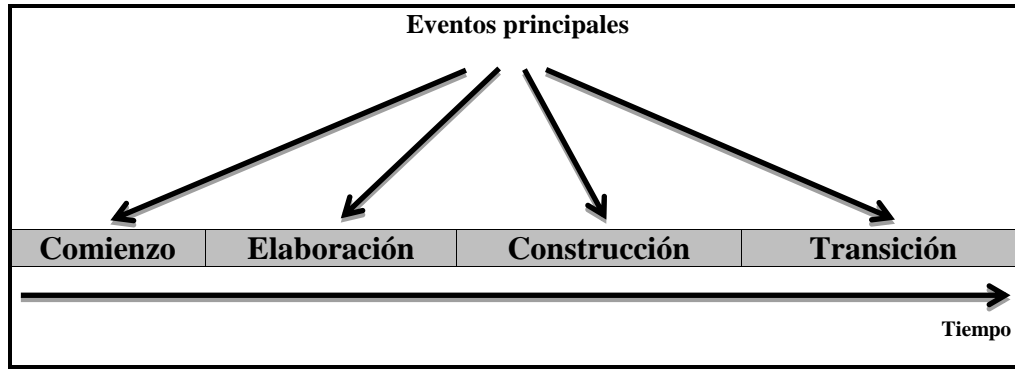 Eventos principales
Comienzo Elaboración Construcción Transición
Tiempo